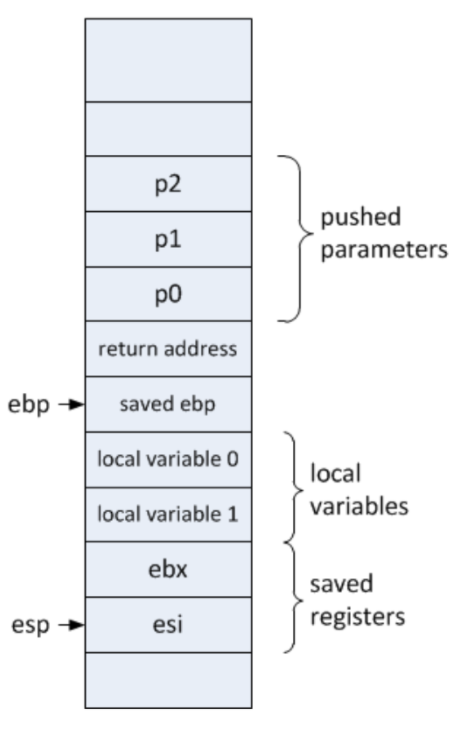 p2
p1
p0
pushed
parameters
return address
ebp
saved ebp
local variable 0
local variable 1
local
variables
ebx
saved
registers
esp
esi